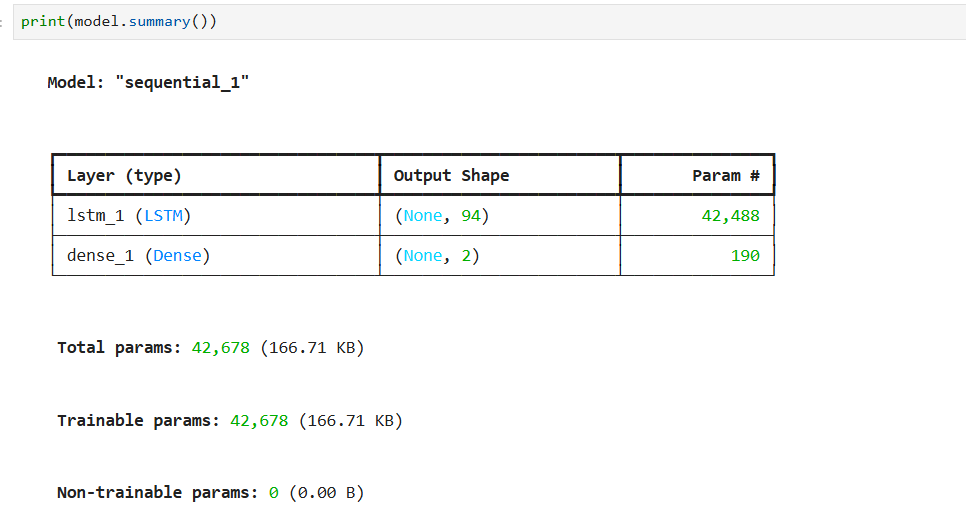 print(model.summary())
Model: "sequential_1"
Layer (type) Output Shape Param #
lstm_1 (LSTM) (None, 94) 42,488
dense_1 (Dense) (None, 2) 190
Total params: 42,678 (166.71 KB)
Trainable params: 42,678 (166.71 KB)
Non-trainable params: 0 (0.00 B)